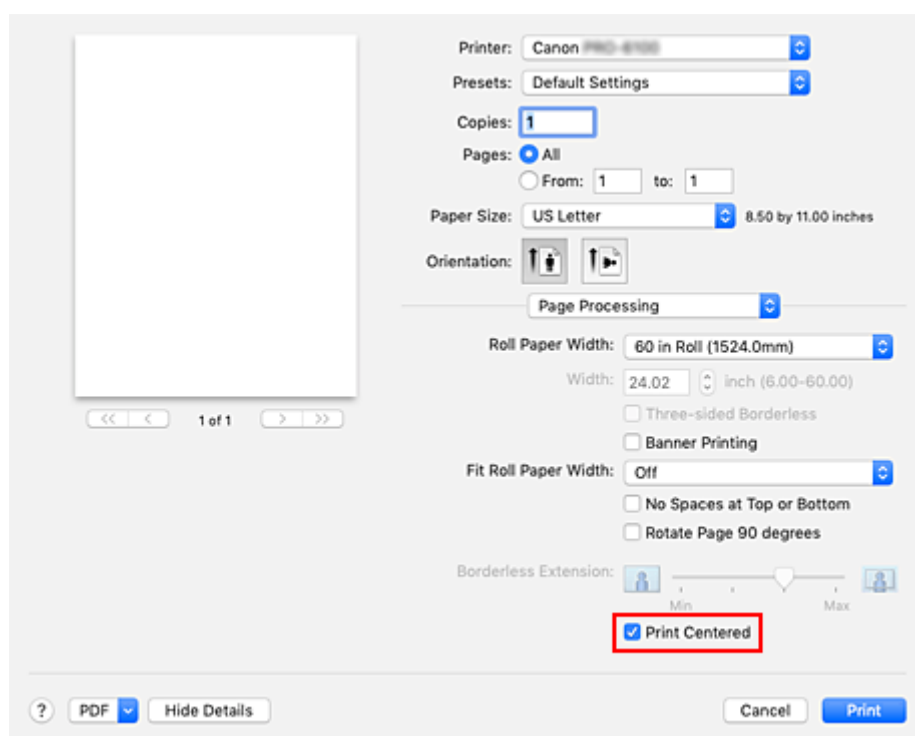 Printer: Canon
Presets: Default Settings
Copies: 1
Pages: All
From: 1 to: 1
Paper Size: US Letter 8.50 by 11.00 inches
Orientation:
Page Processing
Roll Paper Width: 60 in Roll (1524.0mm)
Width: 24.02 inch (6.00-60.00)
Three-sided Borderless
Banner Printing
Fit Roll Paper Width: Off
No Spaces at Top or Bottom
Rotate Page 90 degrees
Borderless Extension:
Min Max
Print Centered
<< < 1 of 1 > >>
? PDF Hide Details Cancel Print